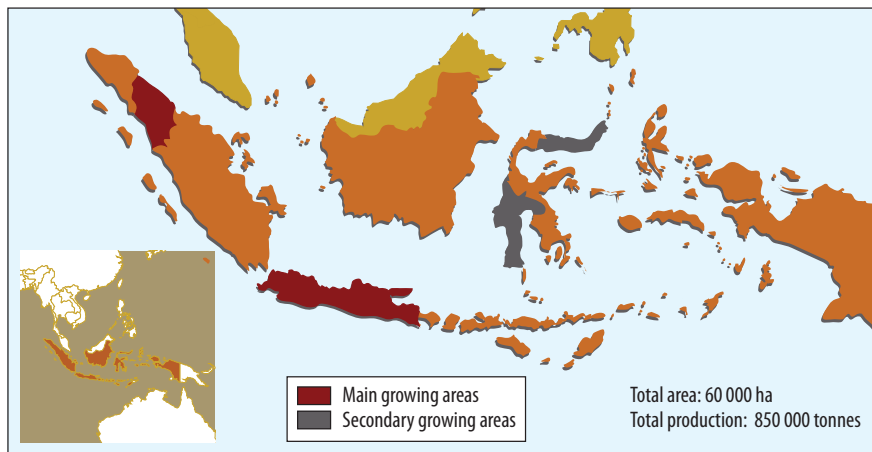 Main growing areas
Secondary growing areas
Total area: 60 000 ha
Total production: 850 000 tonnes